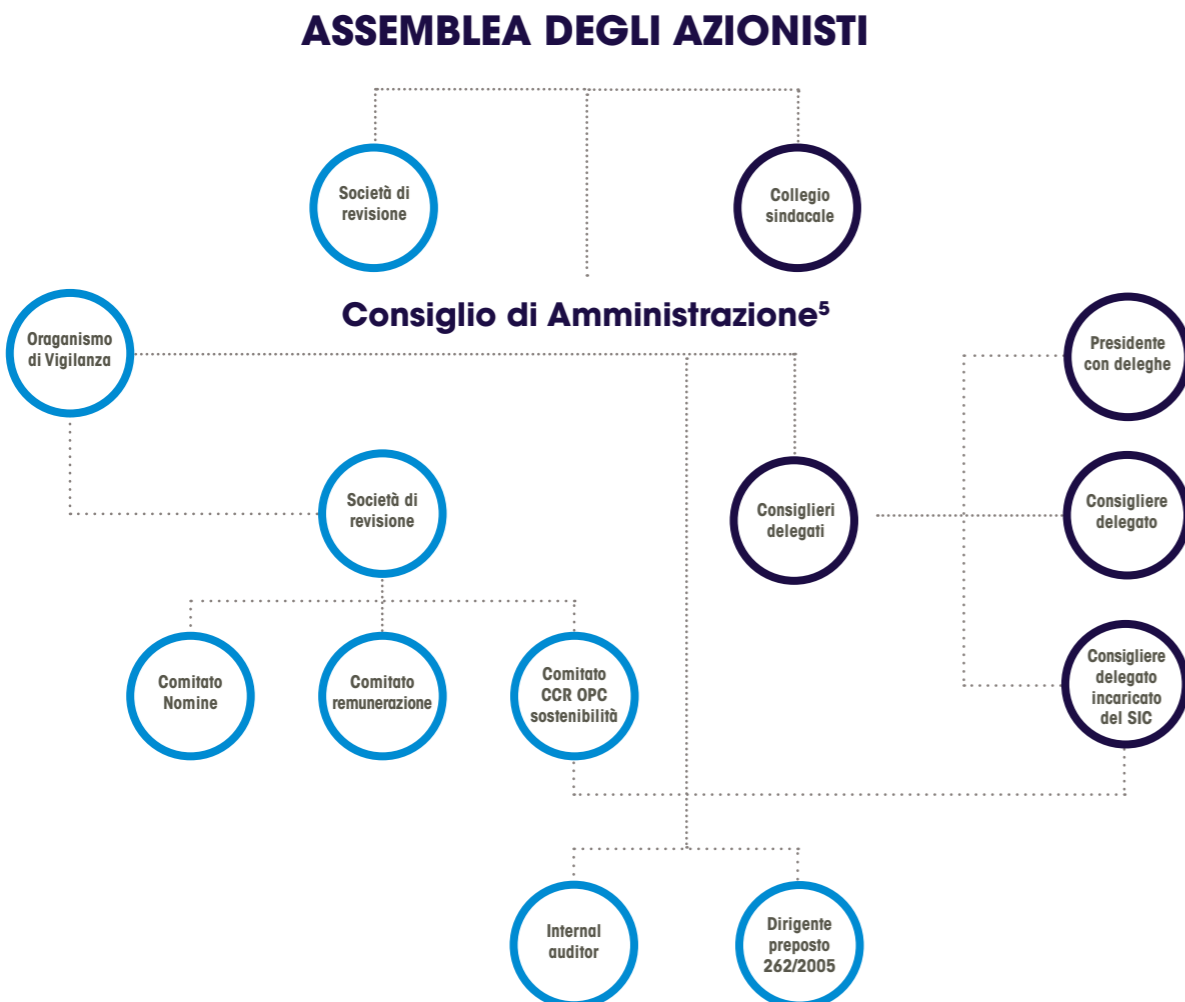 ASSEMBLEA DEGLI AZIONISTI
Società di
revisione
Collegio
sindacale
Consiglio di Amministrazione⁵
Oraganismo
di Vigilanza
Presidente
con deleghe
Società di
revisione
Consiglieri
delegati
Consigliere
delegato
Comitato
Nomine
Comitato
remunerazione
Comitato
CCR OPC
sostenibilità
Consigliere
delegato
incaricato
del SIC
Internal
auditor
Dirigente
preposto
262/2005